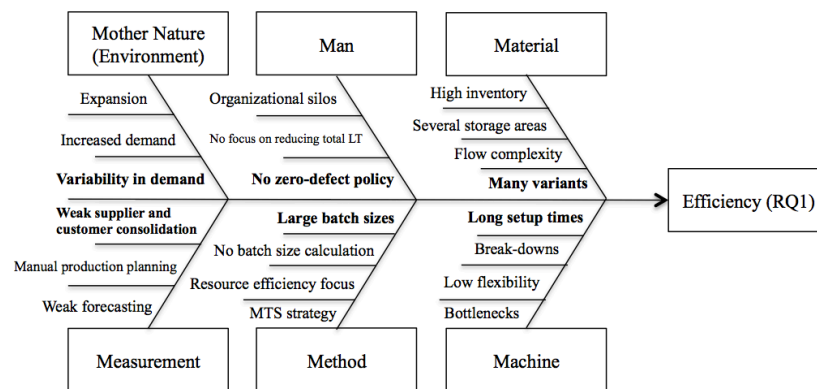 Mother Nature
(Environment)
Man
Material
Expansion
Increased demand
Variability in demand
Organizational silos
No focus on reducing total LT
No zero-defect policy
High inventory
Several storage areas
Flow complexity
Many variants
Efficiency (RQ1)
Weak supplier and
customer consolidation
Manual production planning
Weak forecasting
Large batch sizes
No batch size calculation
Resource efficiency focus
MTS strategy
Long setup times
Break-downs
Low flexibility
Bottlenecks
Measurement
Method
Machine